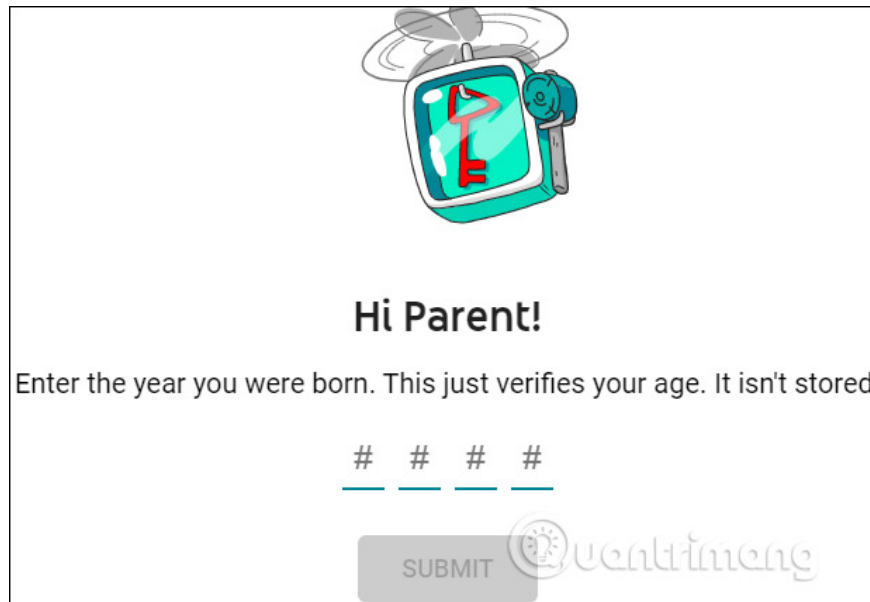 Hi Parent!
Enter the year you were born. This just verifies your age. It isn't stored
# # # #
SUBMIT
Quantrimang